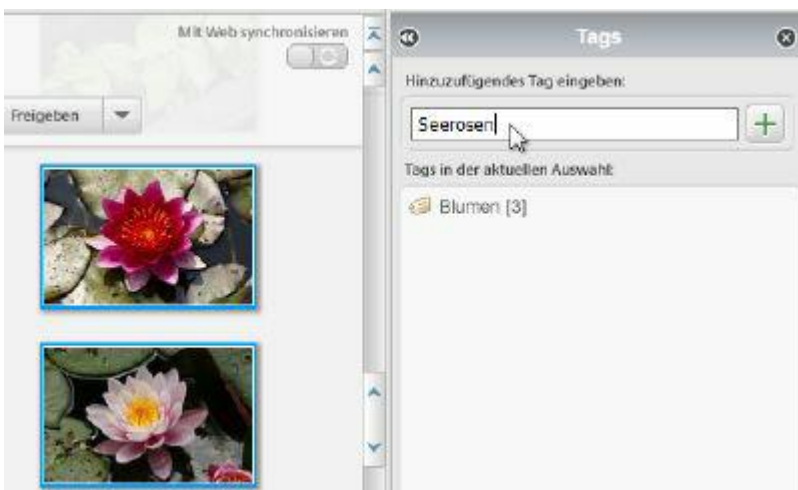 Mit Web synchronisieren
Freigeben
Tags
Hinzuzufügendes Tag eingeben:
Seerosen
Tags in der aktuellen Auswahl:
Blumen [3]